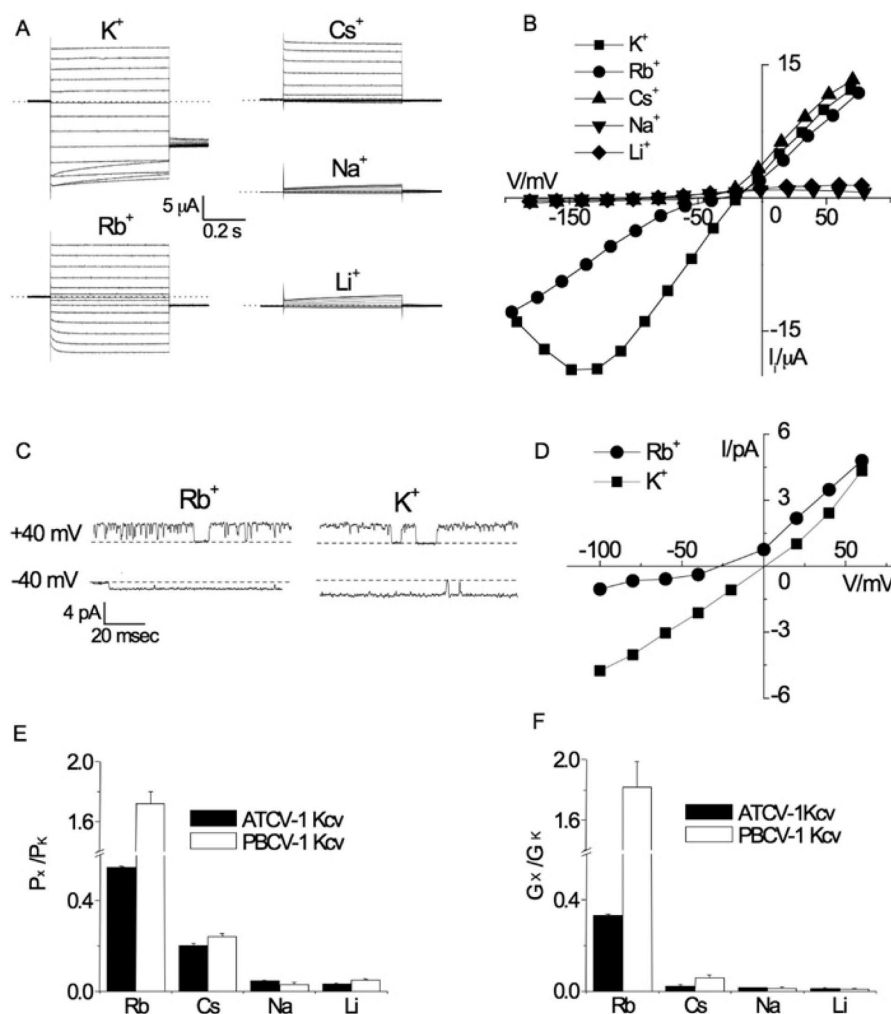 A
K+
Cs+
Na+
5 μA
0.2 s
Rb+
Li+
B
K+
Rb+
Cs+
Na+
Li+
15
V/mV
-150
-50
0
50
-15
I/μA
C
Rb+
K+
+40 mV
-40 mV
4 pA
20 msec
D
Rb+
K+
I/pA
6
3
-100
-50
0
50
V/mV
-3
-6
E
2.0
1.6
0.4
0.0
Px/PK
ATCV-1 Kcv
PBCV-1 Kcv
Rb Cs Na Li
F
2.0
1.6
0.4
0.0
GX/GK
ATCV-1Kcv
PBCV-1 Kcv
Rb Cs Na Li